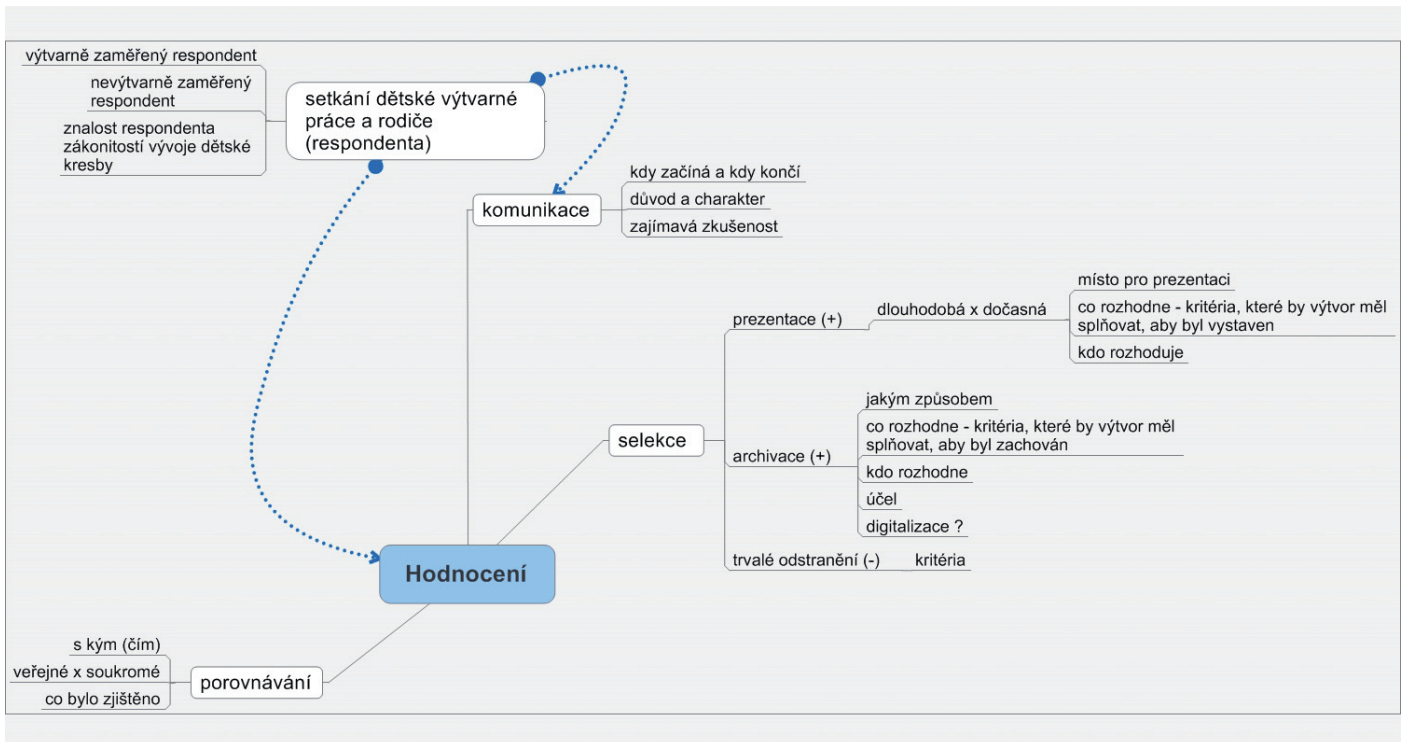 výtvarně zaměřený respondent
nevýtvarně zaměřený
respondent
znalost respondenta
zákonitostí vývoje dětské
kresby
setkání dětské výtvarné
práce a rodiče
(respondenta)
komunikace
kdy začíná a kdy končí
důvod a charakter
zajímavá zkušenost
selekce
prezentace (+)
dlouhodobá x dočasná
místo pro prezentaci
co rozhodne - kritéria, které by výtvor měl
splňovat, aby byl vystaven
kdo rozhoduje
archivace (+)
jakým způsobem
co rozhodne - kritéria, které by výtvor měl
splňovat, aby byl zachován
kdo rozhodne
účel
digitalizace ?
trvalé odstranění (-)
kritéria
Hodnocení
porovnávání
s kým (čím)
veřejné x soukromé
co bylo zjištěno